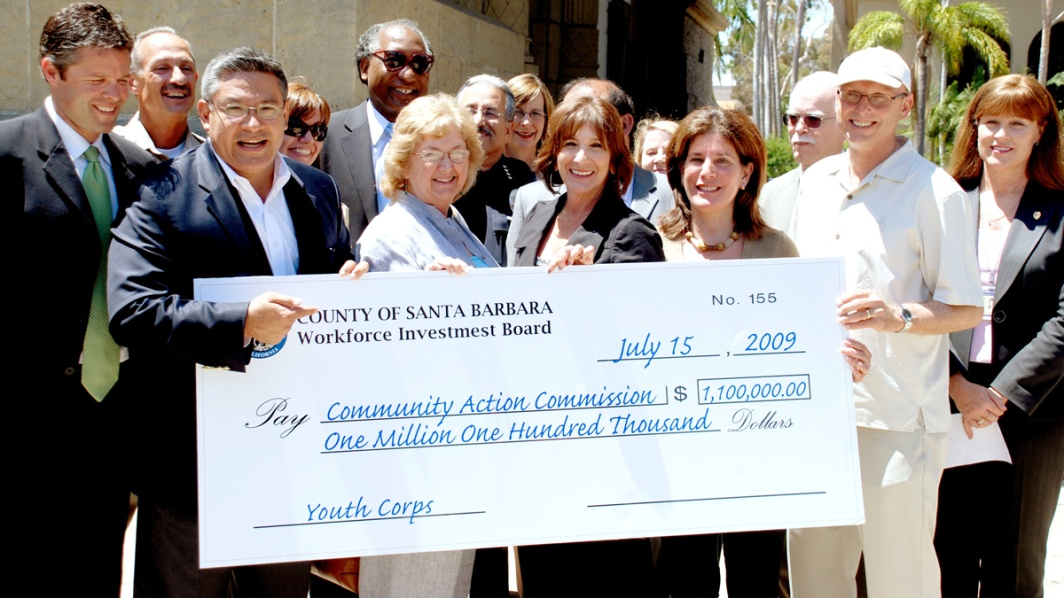 COUNTY OF SANTA BARBARA
Workforce Investmest Board
No. 155
July 15, 2009
Pay Community Action Commission $ 1,100,000.00
One Million One Hundred Thousand Dollars
Youth Corps
CALIFORNIA